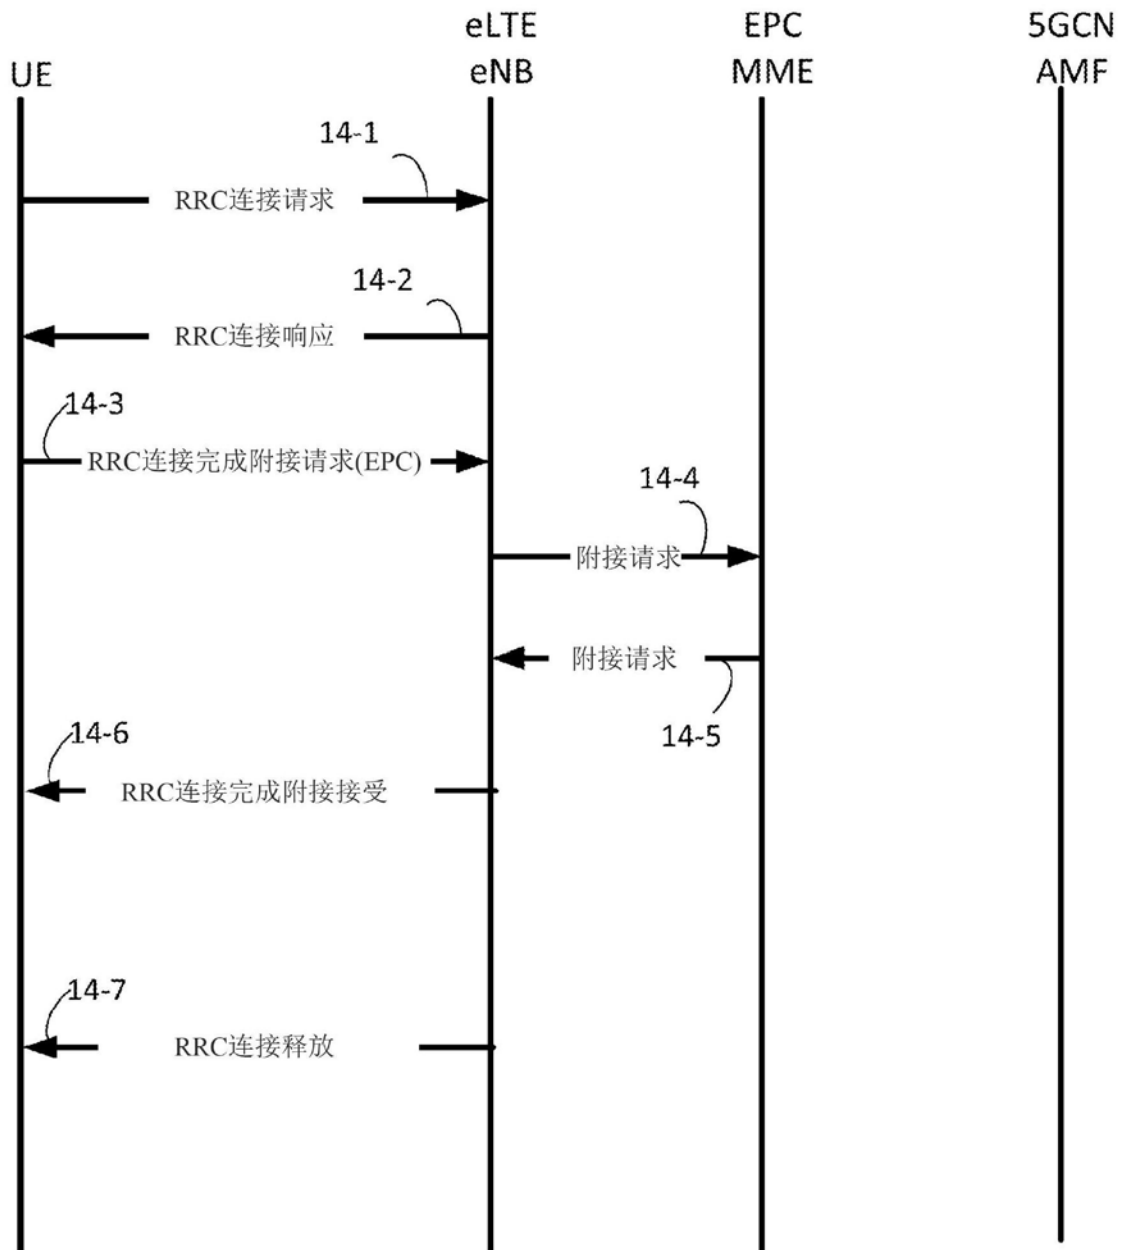 eLTE
EPC
5GCN
UE
eNB
MME
AMF
14-1
RRC连接请求
14-2
RRC连接响应
14-3
RRC连接完成附接请求(EPC)
14-4
附接请求
附接请求
14-5
14-6
RRC连接完成附接接受
14-7
RRC连接释放